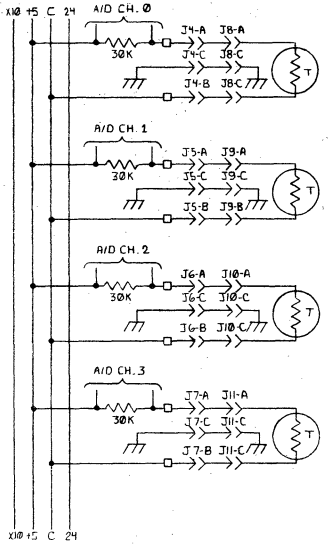 X10 +5 C 24
A/D CH. 0
J4-A J8-A
30K
J4-C J8-C
T
J4-B J8-C
A/D CH. 1
J5-A J9-A
30K
J5-C J9-C
T
J5-B J9-B
A/D CH. 2
J6-A J10-A
30K
J6-C J10-C
T
J6-B J10-C
A/D CH. 3
J7-A J11-A
30K
J7-C J11-C
T
J7-B J11-C
X10 +5 C 24